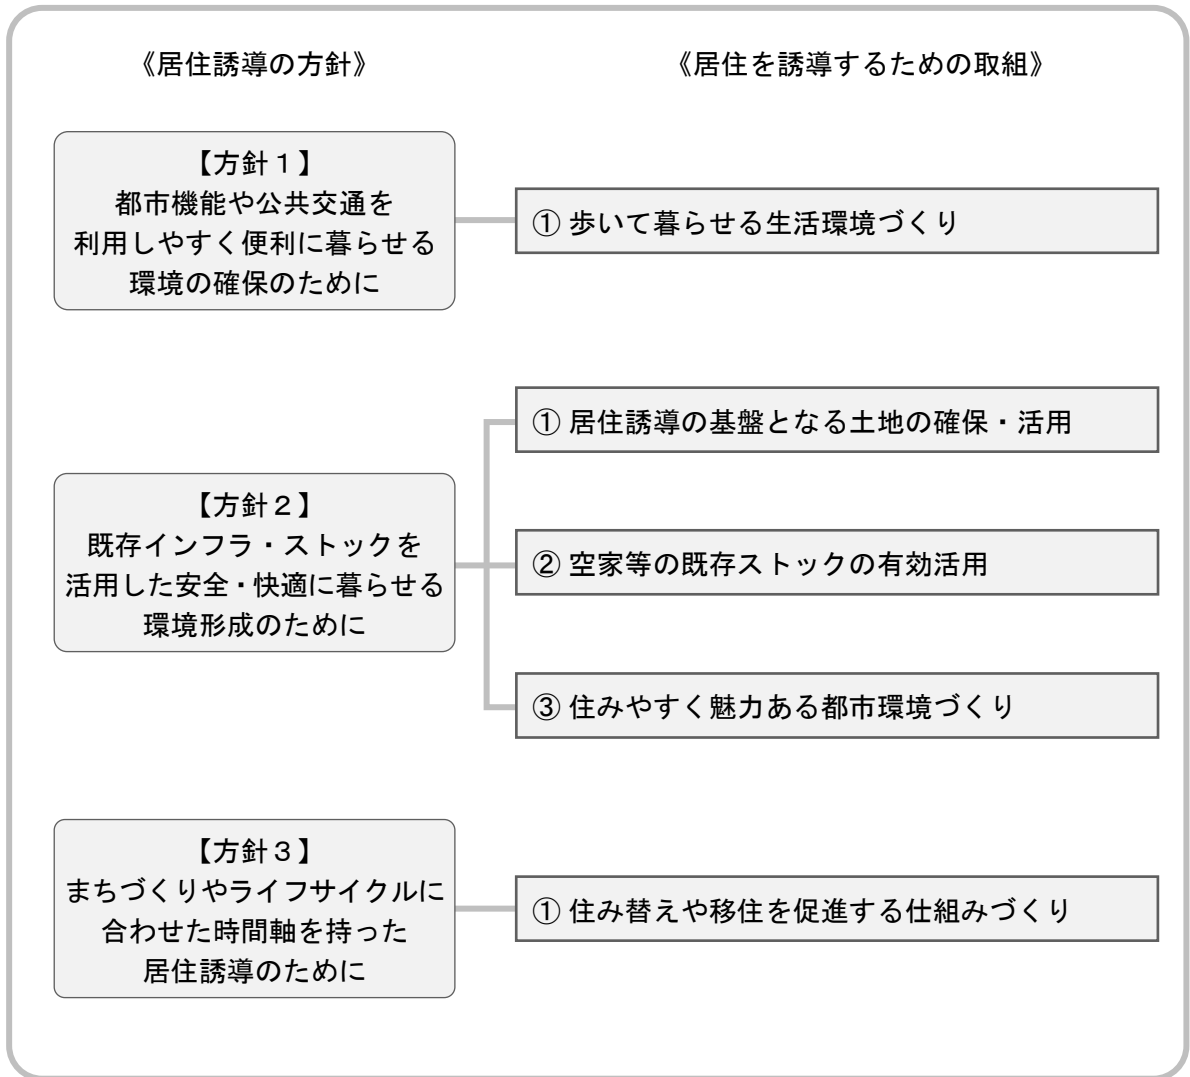 《居住誘導の方針》
《居住を誘導するための取組》
【方針１】
都市機能や公共交通を
利用しやすく便利に暮らせる
環境の確保のために
① 歩いて暮らせる生活環境づくり
【方針２】
既存インフラ・ストックを
活用した安全・快適に暮らせる
環境形成のために
① 居住誘導の基盤となる土地の確保・活用
② 空家等の既存ストックの有効活用
③ 住みやすく魅力ある都市環境づくり
【方針３】
まちづくりやライフサイクルに
合わせた時間軸を持った
居住誘導のために
① 住み替えや移住を促進する仕組みづくり